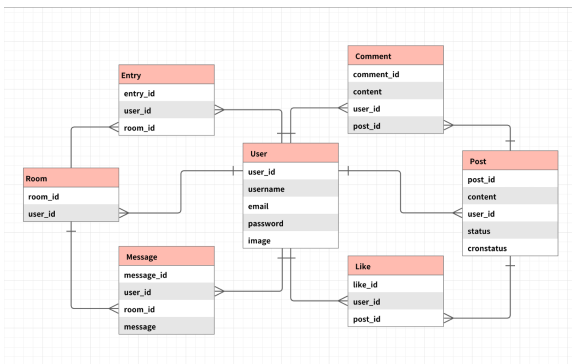 Entry
entry_id
user_id
room_id
Room
room_id
user_id
Message
message_id
user_id
room_id
message
User
user_id
username
email
password
image
Comment
comment_id
content
user_id
post_id
Like
like_id
user_id
post_id
Post
post_id
content
user_id
status
cronstatus